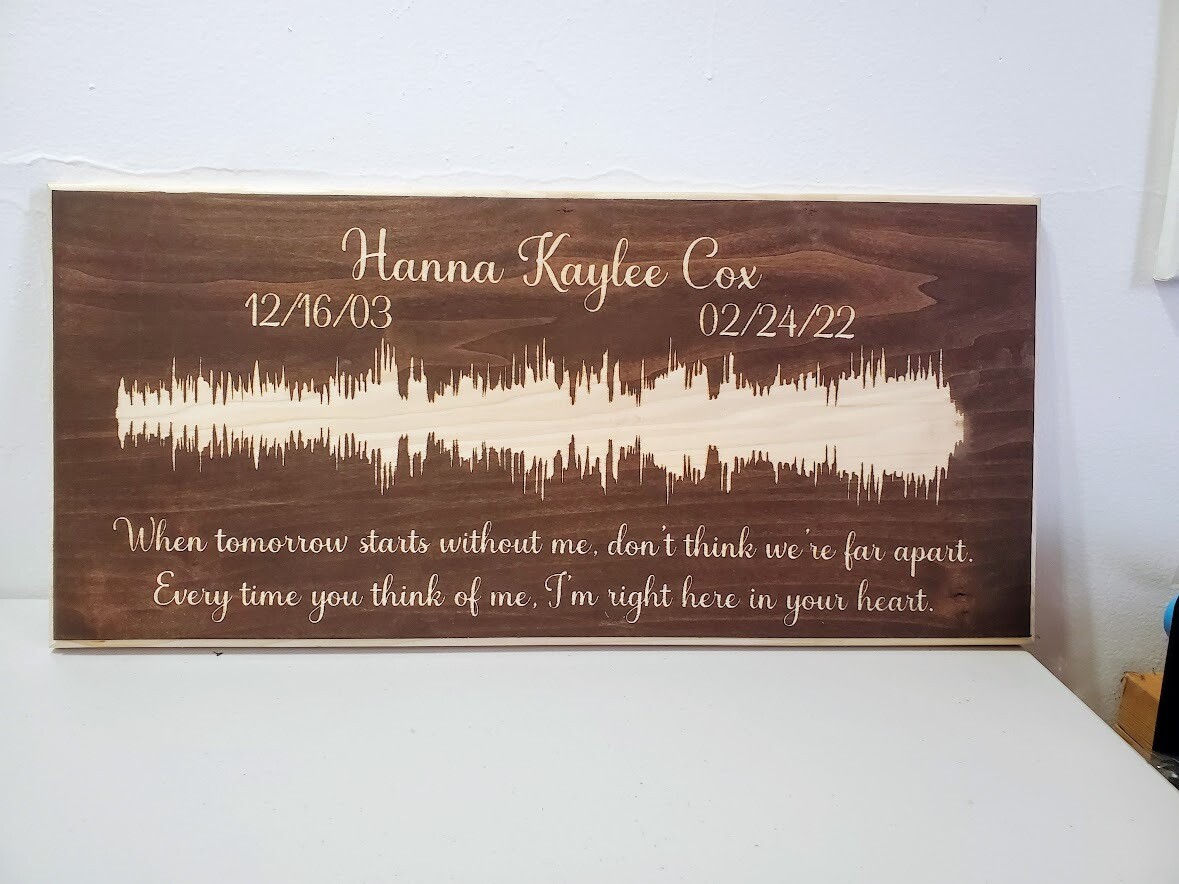 Hanna Kaylee Cox
12/16/03 02/24/22
When tomorrow starts without me, don't think we're far apart.
Every time you think of me, I'm right here in your heart.